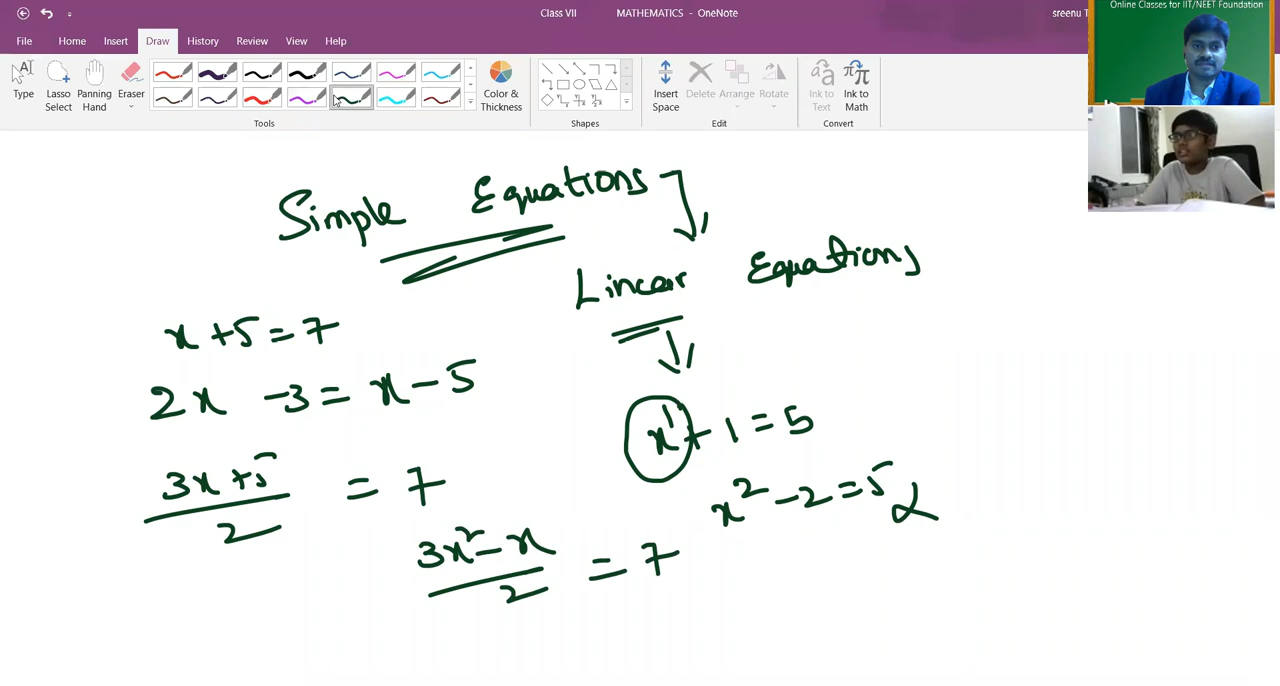 Class VII
MATHEMATICS - OneNote
sreenu T
Online Classes for IIT/NEET Foundation
File Home Insert Draw History Review View Help
Type
Lasso Select
Panning Hand
Eraser
Color & Thickness
Insert Space
Delete
Arrange
Rotate
Ink to Text
Ink to Math
Tools
Shapes
Edit
Convert
Simple Equations
Linear Equations
x + 5 = 7
2x - 3 = x - 5
x¹ + 1 = 5
(3x + 5)/2 = 7
x² - 2 = 5
(3x² - x)/2 = 7